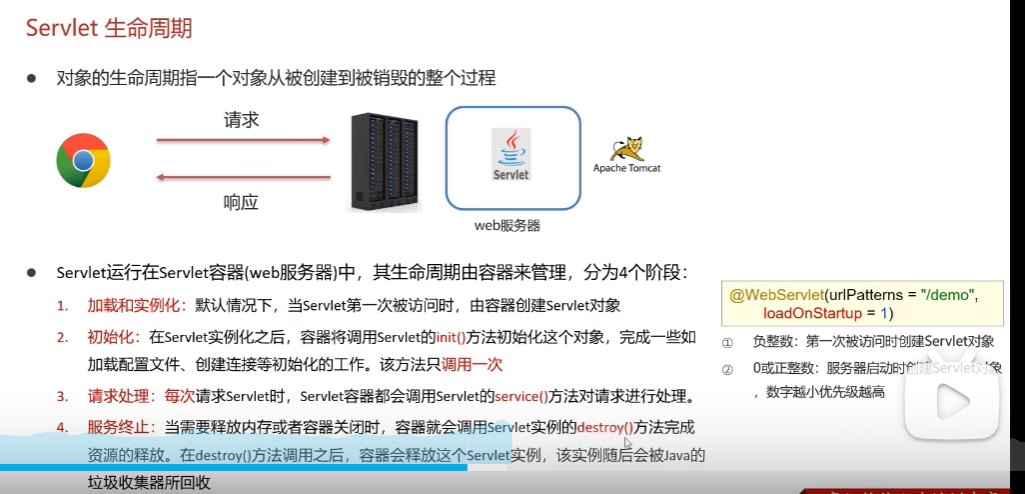 Servlet 生命周期
● 对象的生命周期指一个对象从被创建到被销毁的整个过程
请求
响应
Servlet
web服务器
Apache Tomcat
● Servlet运行在Servlet容器(web服务器)中，其生命周期由容器来管理，分为4个阶段：
1. 加载和实例化：默认情况下，当Servlet第一次被访问时，由容器创建Servlet对象
2. 初始化：在Servlet实例化之后，容器将调用Servlet的init()方法初始化这个对象，完成一些如
加载配置文件、创建连接等初始化的工作。该方法只调用一次
3. 请求处理：每次请求Servlet时，Servlet容器都会调用Servlet的service()方法对请求进行处理。
4. 服务终止：当需要释放内存或者容器关闭时，容器就会调用Servlet实例的destroy()方法完成
资源的释放。在destroy()方法调用之后，容器会释放这个Servlet实例，该实例随后会被Java的
垃圾收集器所回收
@WebServlet(urlPatterns = "/demo",
loadOnStartup = 1)
① 负整数：第一次被访问时创建Servlet对象
② 0或正整数：服务器启动时创建Servlet对象
，数字越小优先级越高